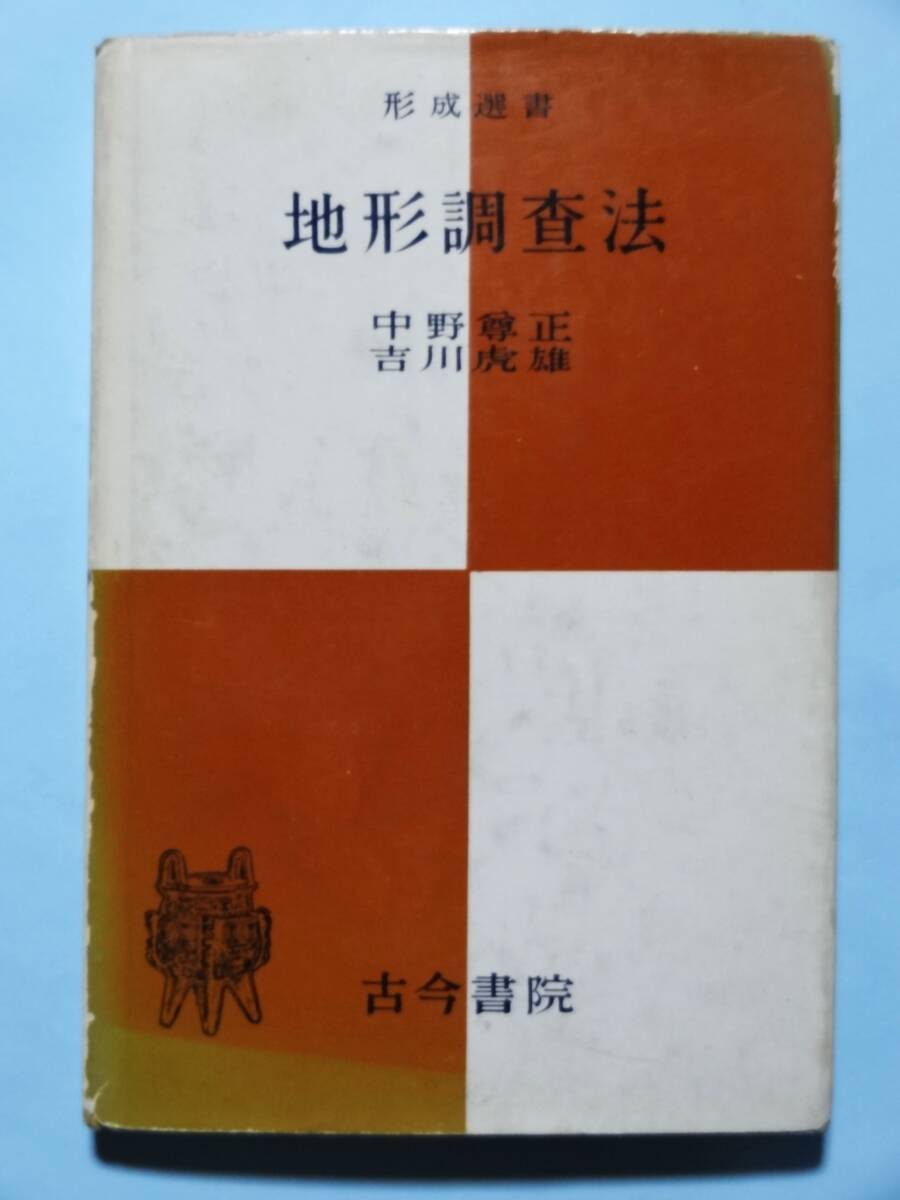 形成選書
地形調査法
中野尊正
吉川虎雄
古今書院